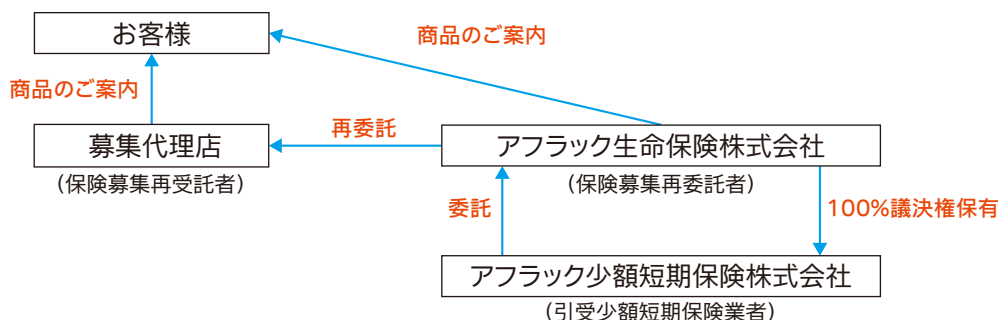 お客様
商品のご案内
商品のご案内
募集代理店
(保険募集再受託者)
再委託
アフラック生命保険株式会社
(保険募集再委託者)
委託
100%議決権保有
アフラック少額短期保険株式会社
(引受少額短期保険業者)